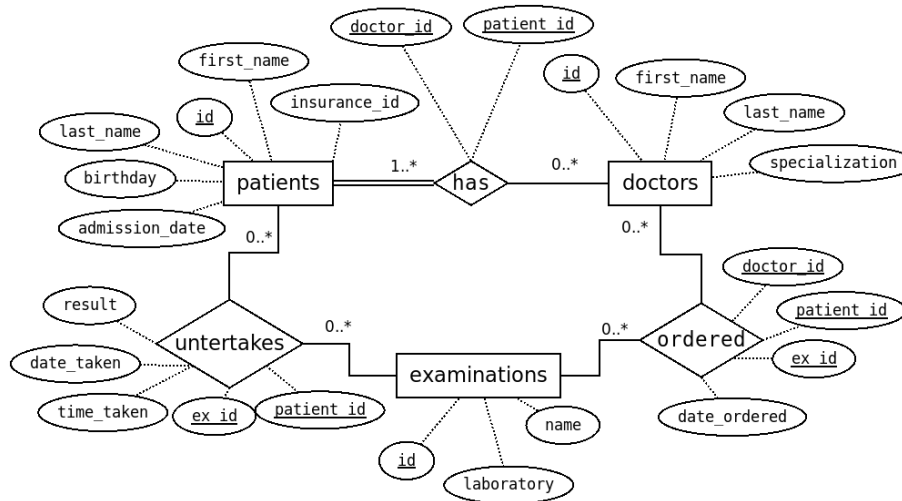 doctor_id
patient_id
first_name
id
first_name
id
insurance_id
last_name
last_name
birthday
patients
1..*
has
0..*
doctors
specialization
admission_date
0..*
0..*
doctor_id
result
patient_id
untertakes
0..*
0..*
ordered
date_taken
ex_id
examinations
time_taken
ex_id
patient_id
date_ordered
name
id
laboratory